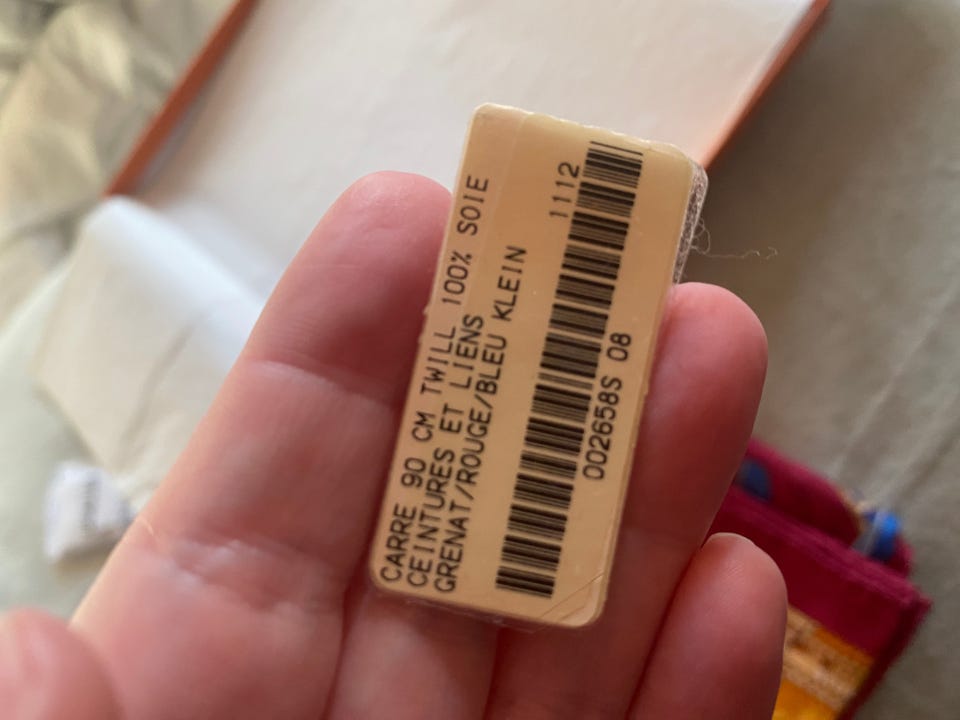 CARRE 90 CM TWILL 100% SOIE
CEINTURES ET LIENS
GRENAT/ROUGE/BLEU KLEIN
1112
002658S 08